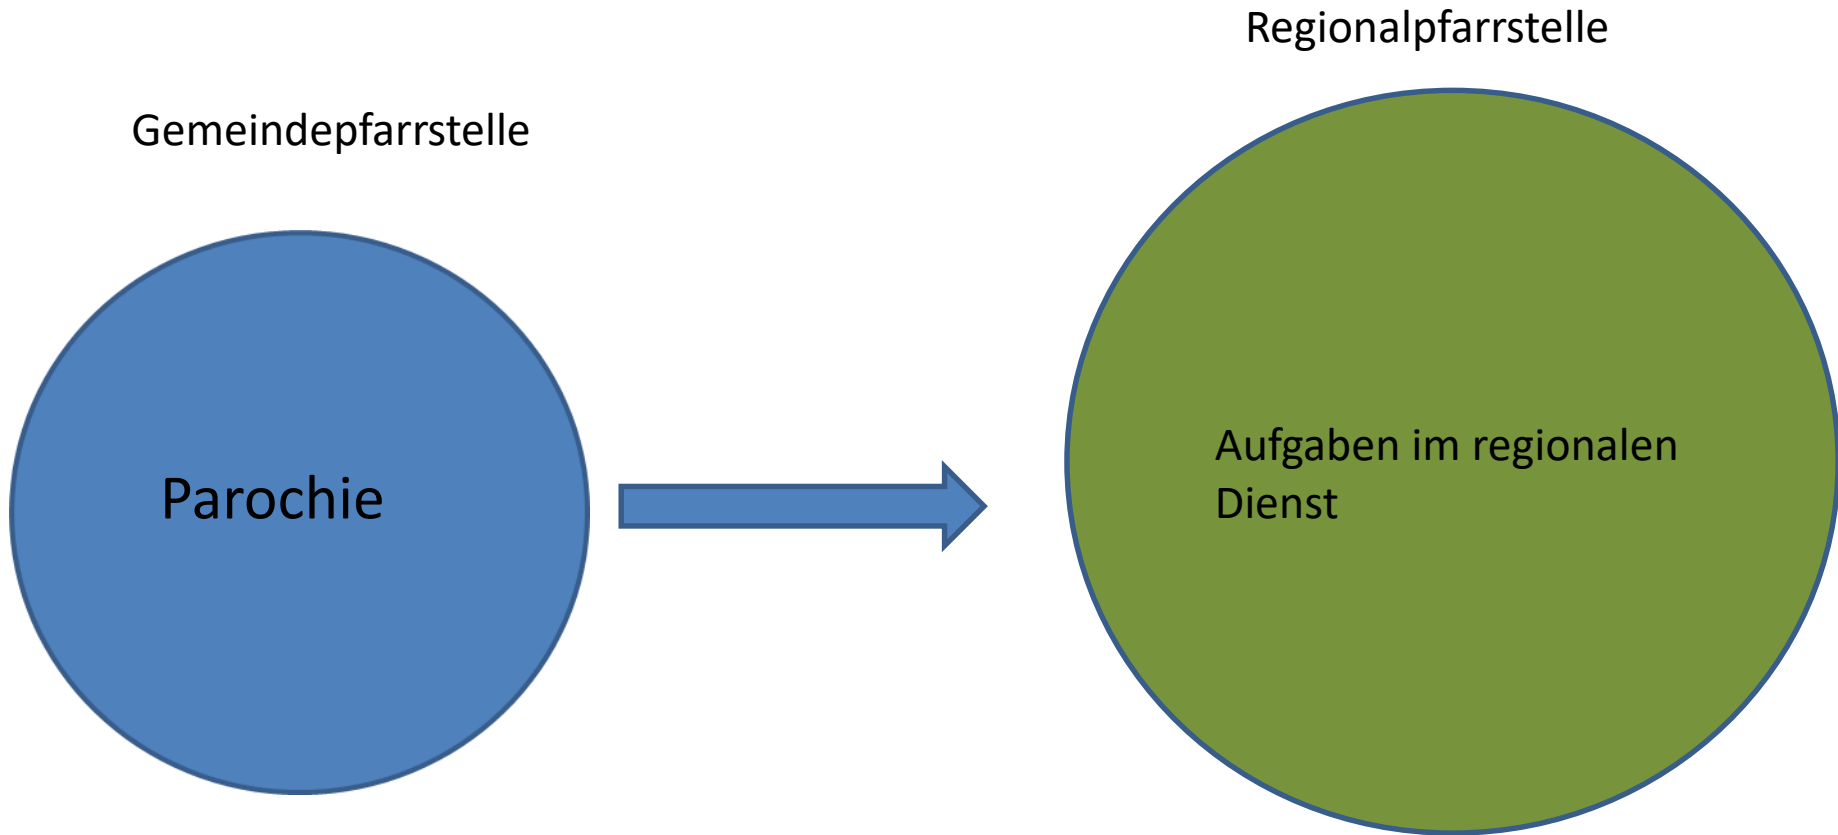 Regionalpfarrstelle
Gemeindepfarrstelle
Parochie
Aufgaben im regionalen
Dienst